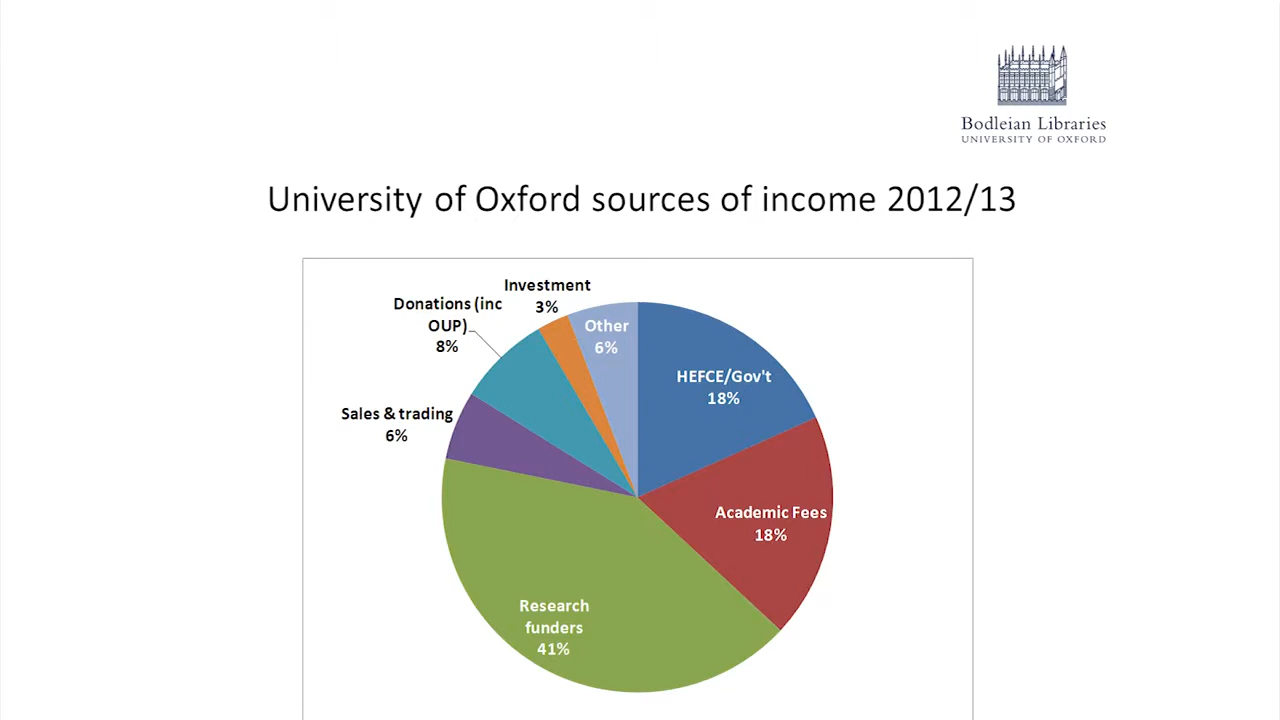 Bodleian Libraries
UNIVERSITY OF OXFORD
University of Oxford sources of income 2012/13
Investment
3%
Donations (inc
OUP)
8%
Other
6%
HEFCE/Gov't
18%
Sales & trading
6%
Academic Fees
18%
Research
funders
41%